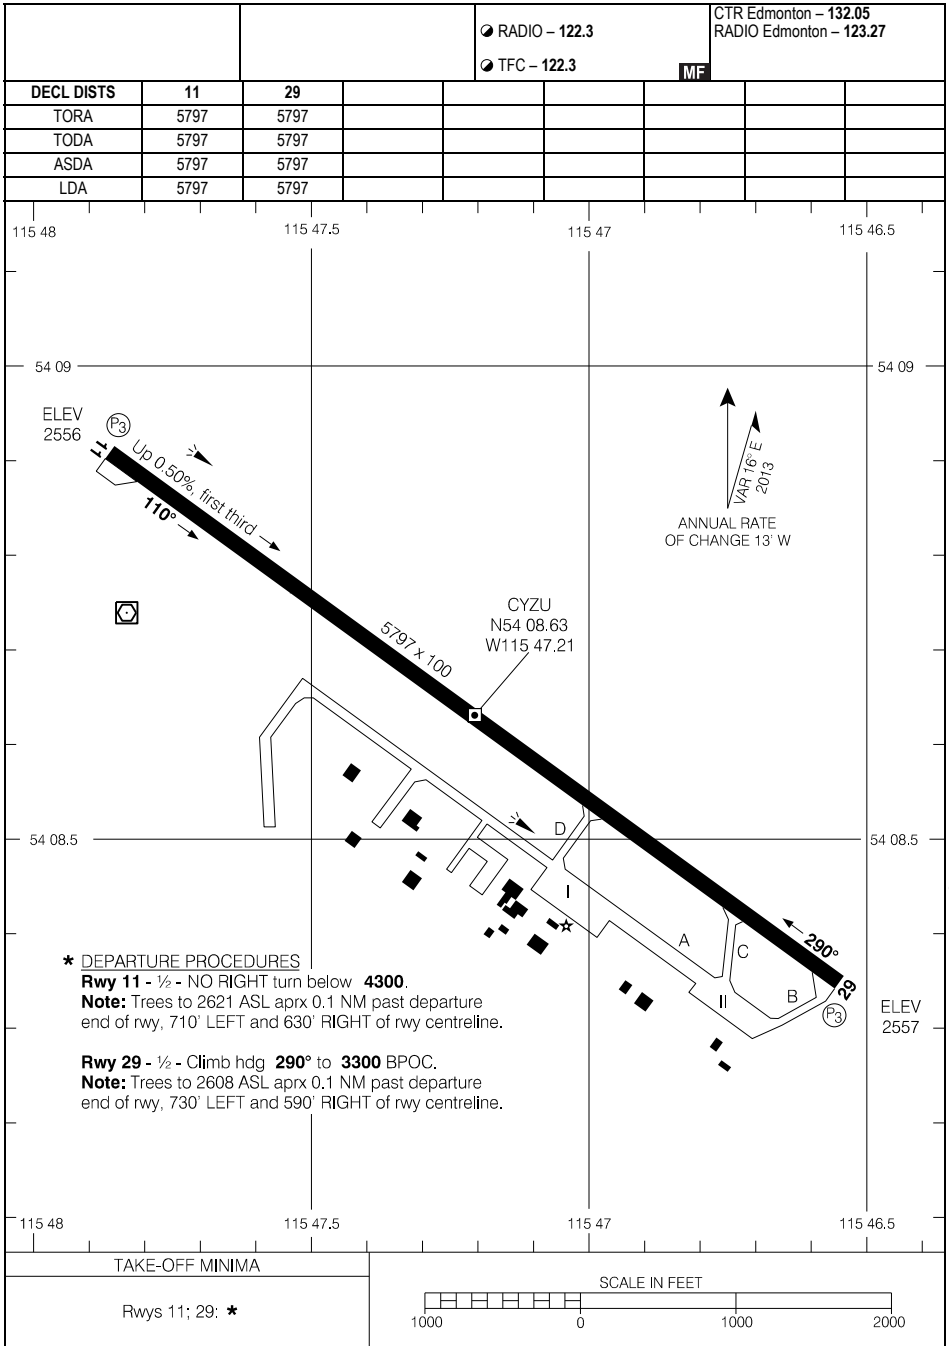 RADIO – 122.3
TFC – 122.3
MF
CTR Edmonton – 132.05
RADIO Edmonton – 123.27
DECL DISTS 11 29
TORA 5797 5797
TODA 5797 5797
ASDA 5797 5797
LDA 5797 5797
115 48 115 47.5 115 47 115 46.5
54 09 54 09
ELEV
2556
P3
11
Up 0.50%, first third
110°
VAR 16° E
2013
ANNUAL RATE
OF CHANGE 13' W
CYZU
N54 08.63
W115 47.21
5797 x 100
54 08.5 54 08.5
D
I
A
C
B
II
290°
29
P3
ELEV
2557
* DEPARTURE PROCEDURES
Rwy 11 - ½ - NO RIGHT turn below 4300.
Note: Trees to 2621 ASL aprx 0.1 NM past departure
end of rwy, 710' LEFT and 630' RIGHT of rwy centreline.
Rwy 29 - ½ - Climb hdg 290° to 3300 BPOC.
Note: Trees to 2608 ASL aprx 0.1 NM past departure
end of rwy, 730' LEFT and 590' RIGHT of rwy centreline.
115 48 115 47.5 115 47 115 46.5
TAKE-OFF MINIMA
Rwys 11; 29: *
SCALE IN FEET
1000 0 1000 2000